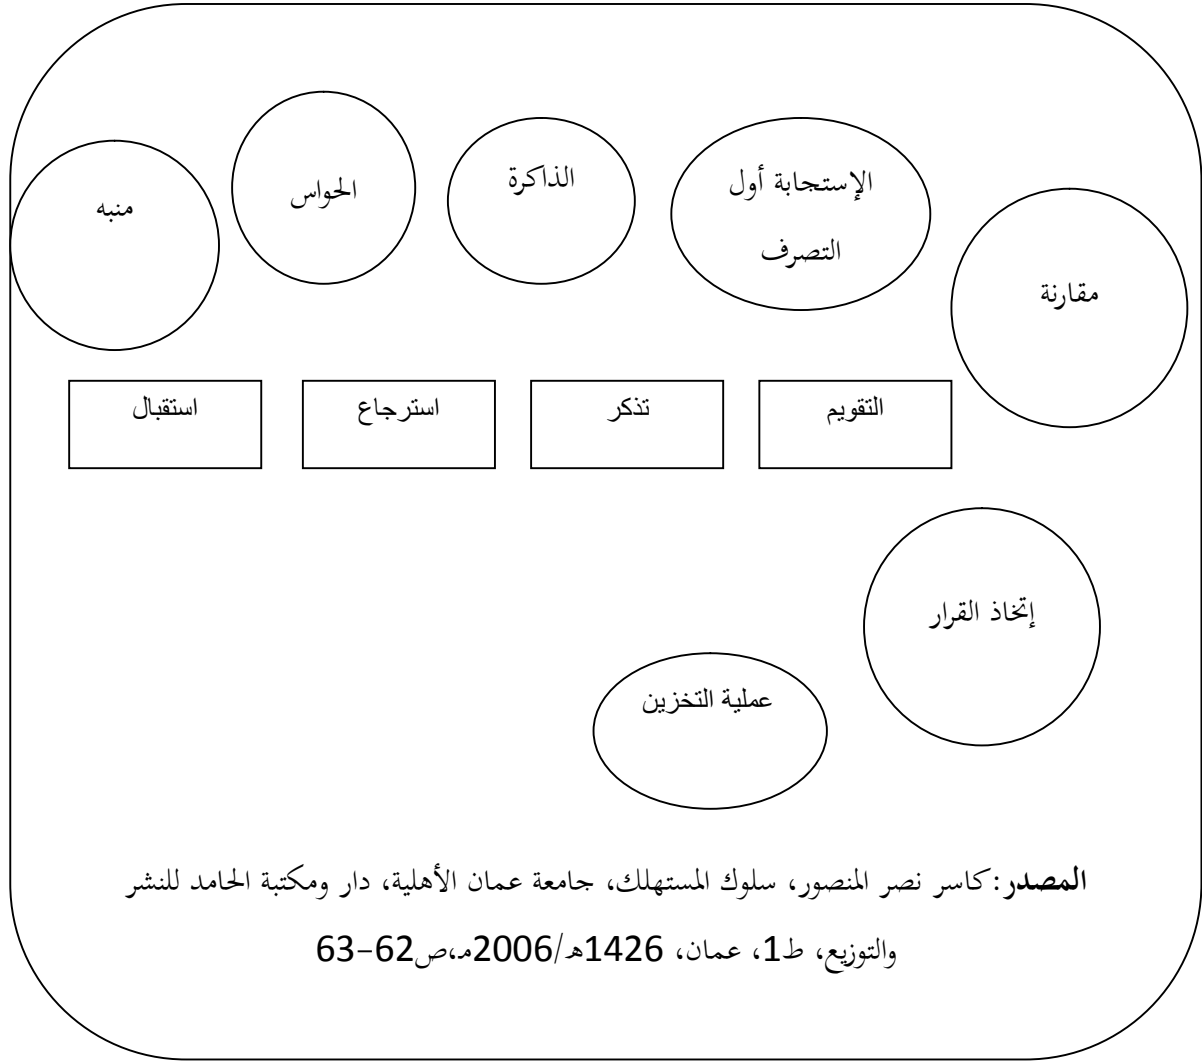 منبه
الحواس
الذاكرة
الإستجابة أول
التصرف
مقارنة
استقبال
استرجاع
تذكر
التقويم
إتخاذ القرار
عملية التخزين
المصدر:كاسر نصر المنصور، سلوك المستهلك، جامعة عمان الأهلية، دار ومكتبة الحامد للنشر
والتوزيع، ط1، عمان، 1426ه/2006م،ص62-63